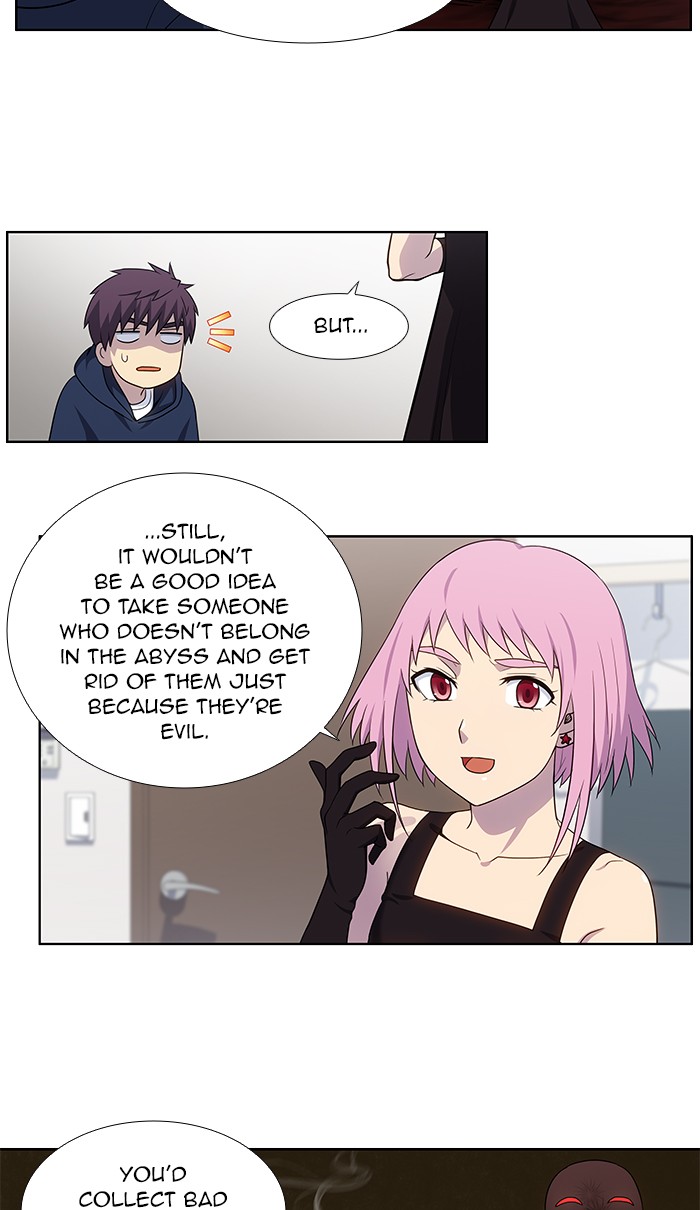 BUT...
...STILL,
IT WOULDN'T
BE A GOOD IDEA
TO TAKE SOMEONE
WHO DOESN'T BELONG
IN THE ABYSS AND GET
RID OF THEM JUST
BECAUSE THEY'RE
EVIL.
YOU'D
COLLECT BAD